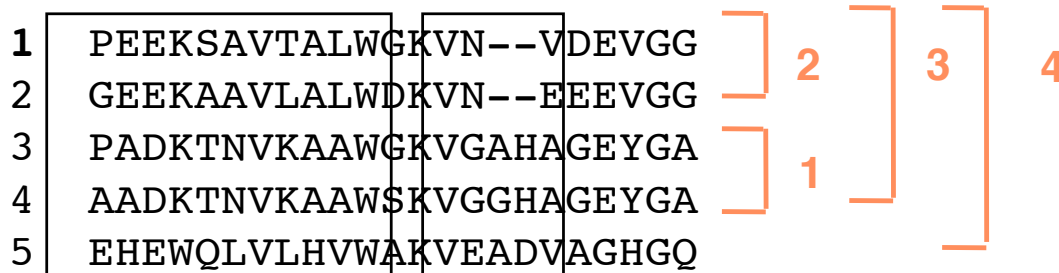 1 PEEKSAVTALWGKVN--VDEVGG
2 GEEKAAVLALWDKVN--EEEVGG
3 PADKTNVKAAWGKVGAHAGEYGA
4 AADKTNVKAAWSKVGGHAGEYGA
5 EHEWQLVLHVWAKVEADVAGHGQ
2 3 4
1